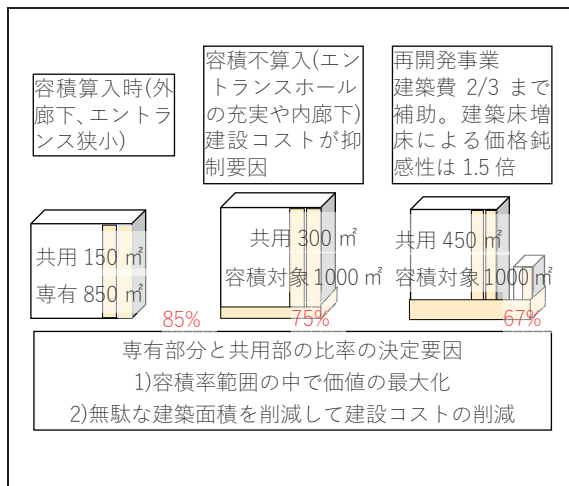 容積算入時(外
廊下、エントラ
ンス狭小)
容積不算入(エン
トランスホール
の充実や内廊下)
建設コストが抑
制要因
再開発事業
建築費 2/3 まで
補助。建築床増
床による価格鈍
感性は 1.5 倍
共用 150 ㎡
専有 850 ㎡
85%
共用 300 ㎡
容積対象 1000 ㎡
75%
共用 450 ㎡
容積対象 1000 ㎡
67%
専有部分と共用部の比率の決定要因
1)容積率範囲の中で価値の最大化
2)無駄な建築面積を削減して建設コストの削減